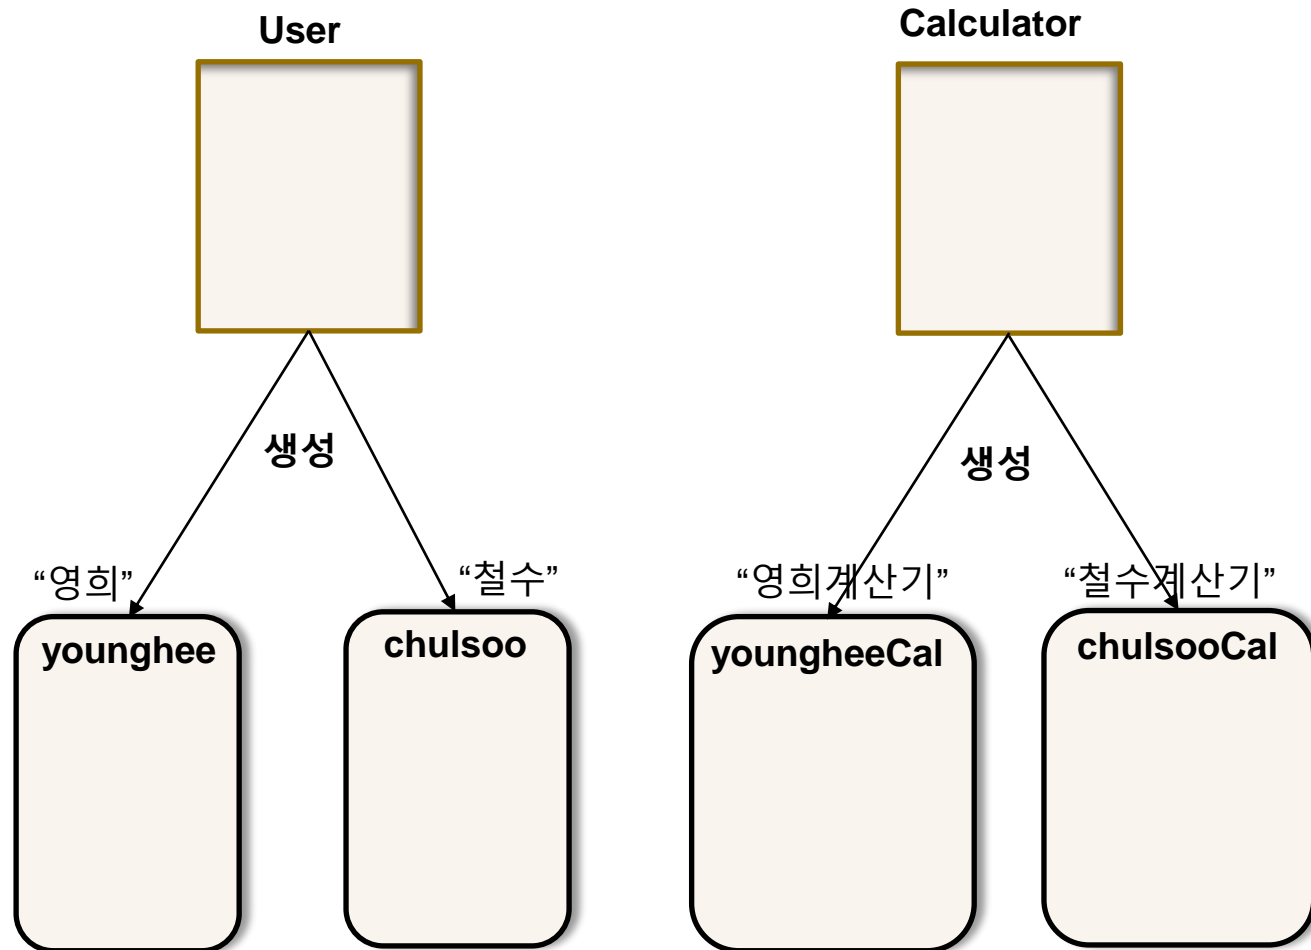 User
Calculator
생성
생성
“영희”
“철수”
“영희계산기”
“철수계산기”
younghee
chulsoo
youngheeCal
chulsooCal